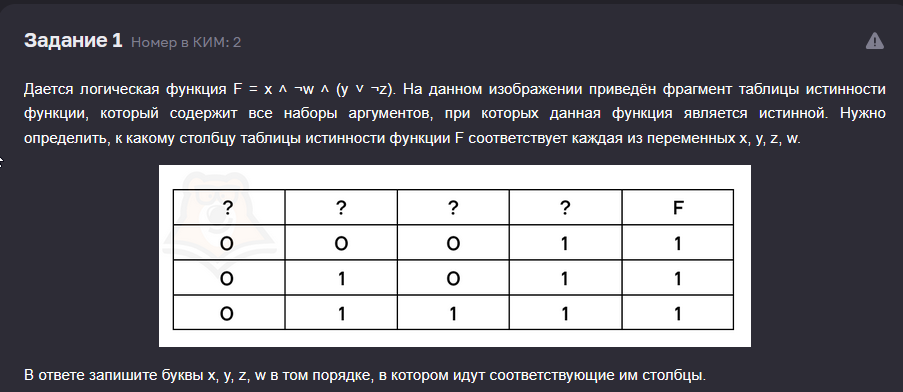 Задание 1 Номер в КИМ: 2
Дается логическая функция F = x ∧ ¬w ∧ (y ∨ ¬z). На данном изображении приведён фрагмент таблицы истинности
функции, который содержит все наборы аргументов, при которых данная функция является истинной. Нужно
определить, к какому столбцу таблицы истинности функции F соответствует каждая из переменных x, y, z, w.
? ? ? ? F
0 0 0 1 1
0 1 0 1 1
0 1 1 1 1
В ответе запишите буквы x, y, z, w в том порядке, в котором идут соответствующие им столбцы.